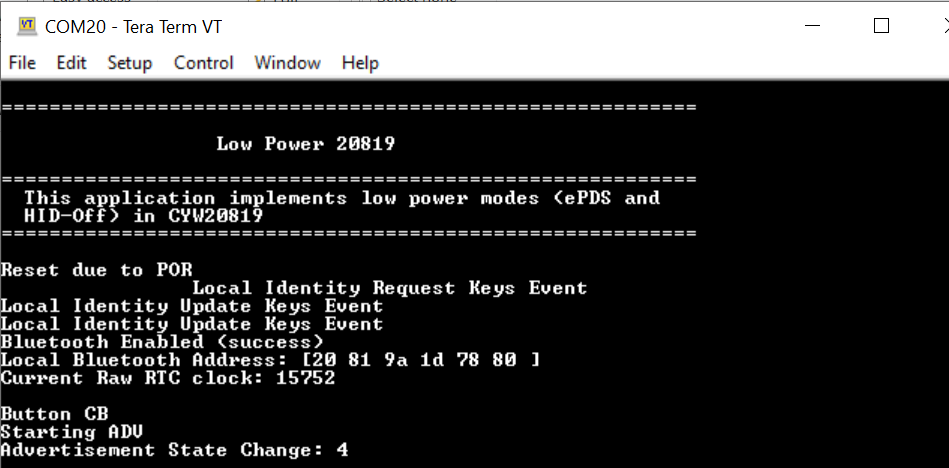 COM20 - Tera Term VT
File Edit Setup Control Window Help
=========================================================
Low Power 20819
=========================================================
This application implements low power modes (ePDS and
HID-Off) in CYW20819
=========================================================
Reset due to POR
Local Identity Request Keys Event
Local Identity Update Keys Event
Local Identity Update Keys Event
Bluetooth Enabled (success)
Local Bluetooth Address: [20 81 9a 1d 78 80 ]
Current Raw RTC clock: 15752
Button CB
Starting ADV
Advertisement State Change: 4